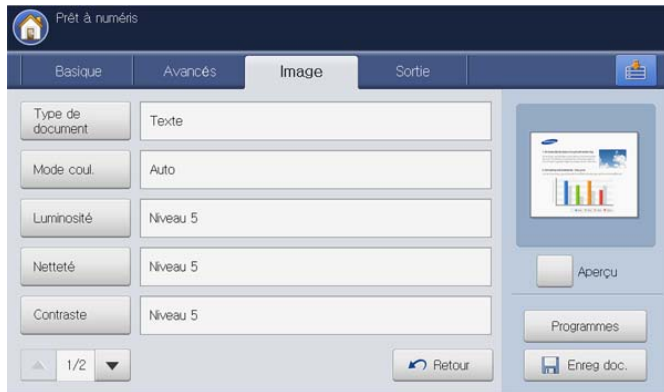 Prêt à numéris
Basique
Avancés
Image
Sortie
Type de
document
Texte
Mode coul.
Auto
Luminosité
Niveau 5
Netteté
Niveau 5
Contraste
Niveau 5
1/2
Retour
Aperçu
Programmes
Enreg doc.